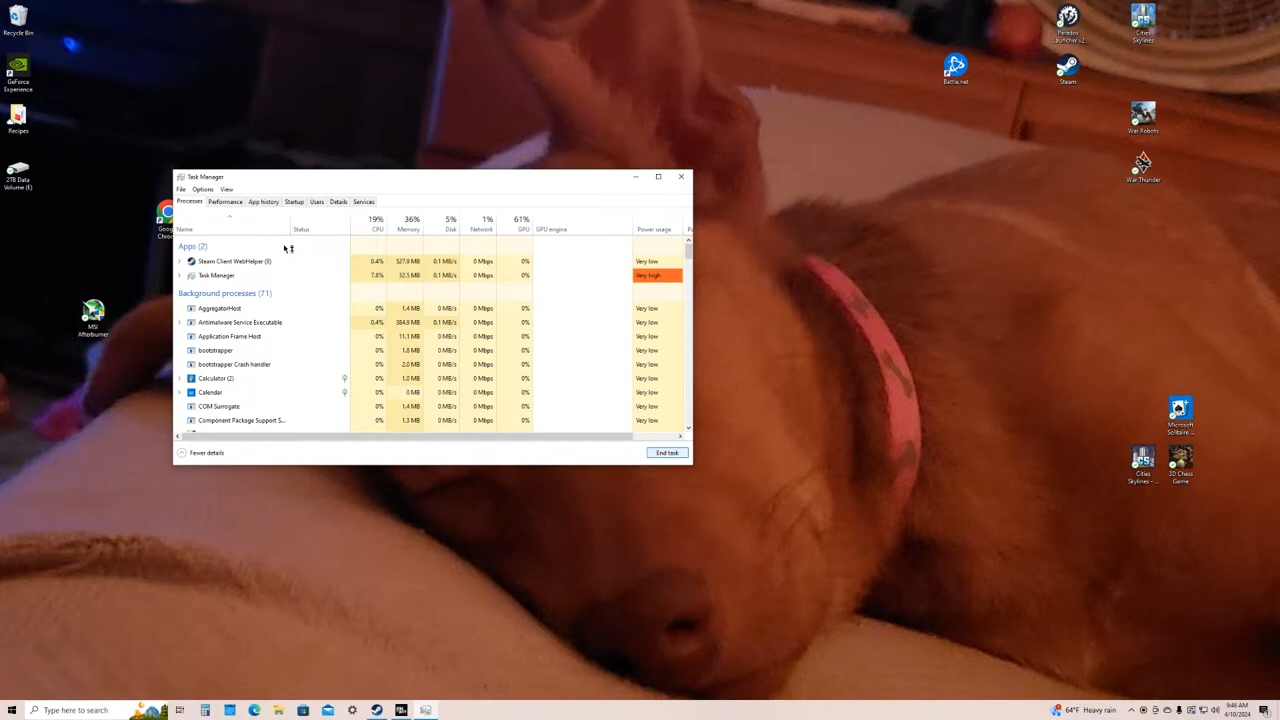 Recycle Bin
GeForce
Experience
Recipes
2TB Data
Volume (E)
MSI
Afterburner
Paradox
Launcher v2
Cities
Skylines
Battle.net
Steam
War Robots
War Thunder
Microsoft
Solitaire ...
Cities
Skylines - ...
3D Chess
Game
Task Manager
File Options View
Processes Performance App history Startup Users Details Services
19% 36% 5% 1% 61%
Name Status CPU Memory Disk Network GPU GPU engine Power usage
Apps (2)
Steam Client WebHelper (8) 0.4% 527.9 MB 0.1 MB/s 0 Mbps 0% Very low
Task Manager 7.8% 32.5 MB 0.1 MB/s 0 Mbps 0% Very high
Background processes (71)
AggregatorHost 0% 1.4 MB 0 MB/s 0 Mbps 0% Very low
Antimalware Service Executable 0.4% 384.9 MB 0.1 MB/s 0 Mbps 0% Very low
Application Frame Host 0% 11.1 MB 0 MB/s 0 Mbps 0% Very low
bootstrapper 0% 1.8 MB 0 MB/s 0 Mbps 0% Very low
bootstrapper Crash handler 0% 2.0 MB 0 MB/s 0 Mbps 0% Very low
Calculator (2) 0% 1.0 MB 0 MB/s 0 Mbps 0% Very low
Calendar 0% 0 MB 0 MB/s 0 Mbps 0% Very low
COM Surrogate 0% 1.4 MB 0 MB/s 0 Mbps 0% Very low
Component Package Support S... 0% 1.3 MB 0 MB/s 0 Mbps 0% Very low
Fewer details End task
Type here to search
64°F Heavy rain
9:46 AM
4/10/2024